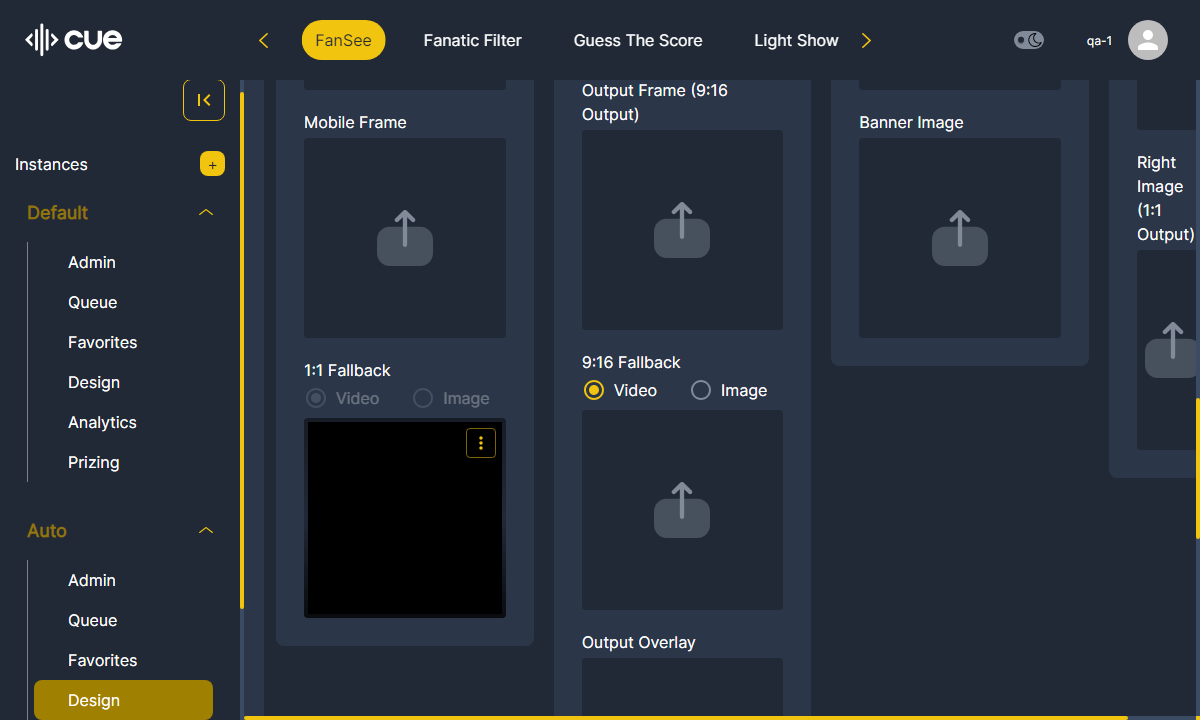 cue
FanSee
Fanatic Filter
Guess The Score
Light Show
qa-1
Instances
+
Default
Admin
Queue
Favorites
Design
Analytics
Prizing
Auto
Admin
Queue
Favorites
Design
Mobile Frame
1:1 Fallback
Video
Image
Output Frame (9:16
Output)
9:16 Fallback
Video
Image
Output Overlay
Banner Image
Right
Image
(1:1
Output)